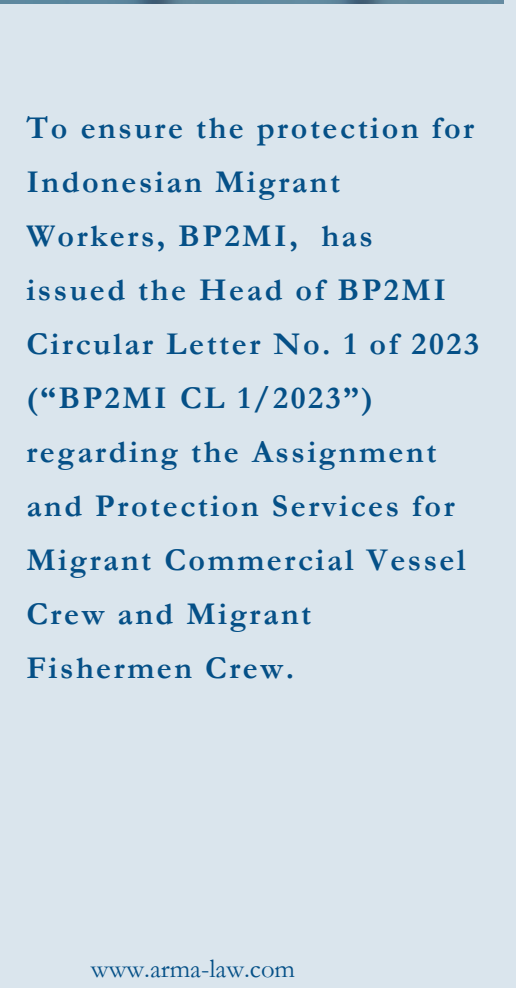 To ensure the protection for
Indonesian Migrant
Workers, BP2MI,  has
issued the Head of BP2MI
Circular Letter No. 1 of 2023
(“BP2MI CL 1/2023”)
regarding the Assignment
and Protection Services for
Migrant Commercial Vessel
Crew and Migrant
Fishermen Crew.
www.arma-law.com